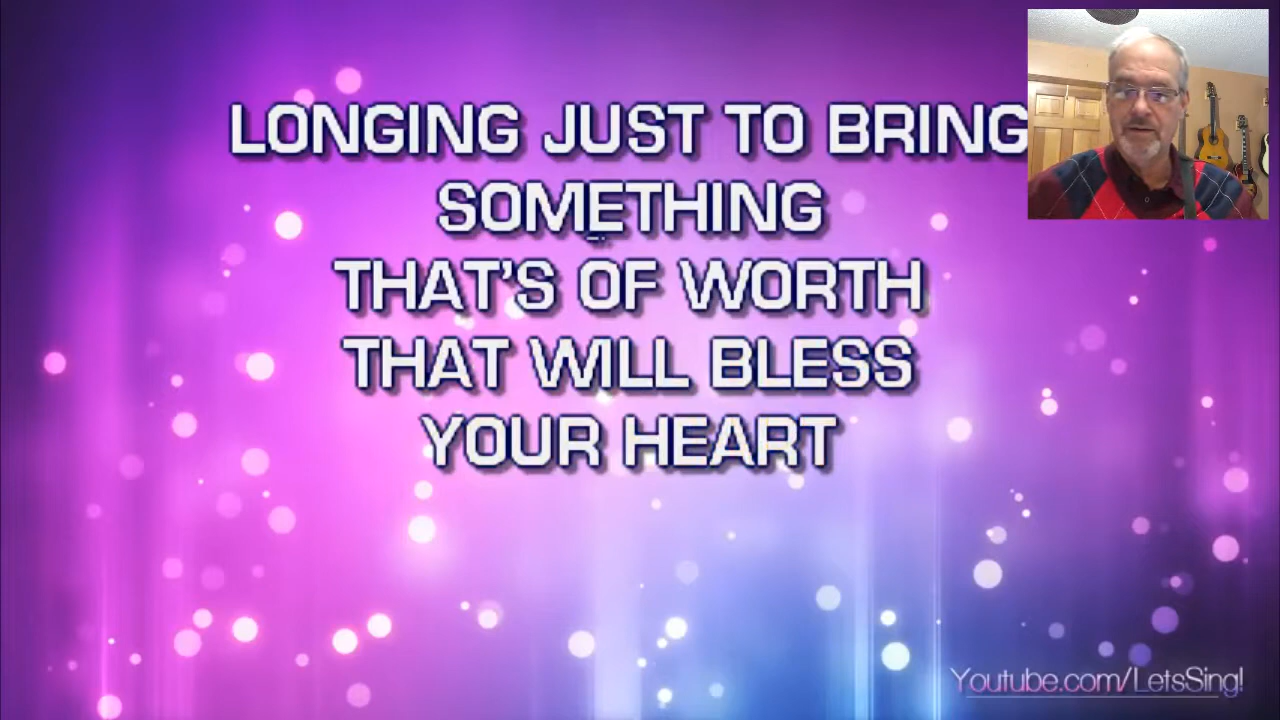 LONGING JUST TO BRING
SOMETHING
THAT'S OF WORTH
THAT WILL BLESS
YOUR HEART
Youtube.com/LetsSing!